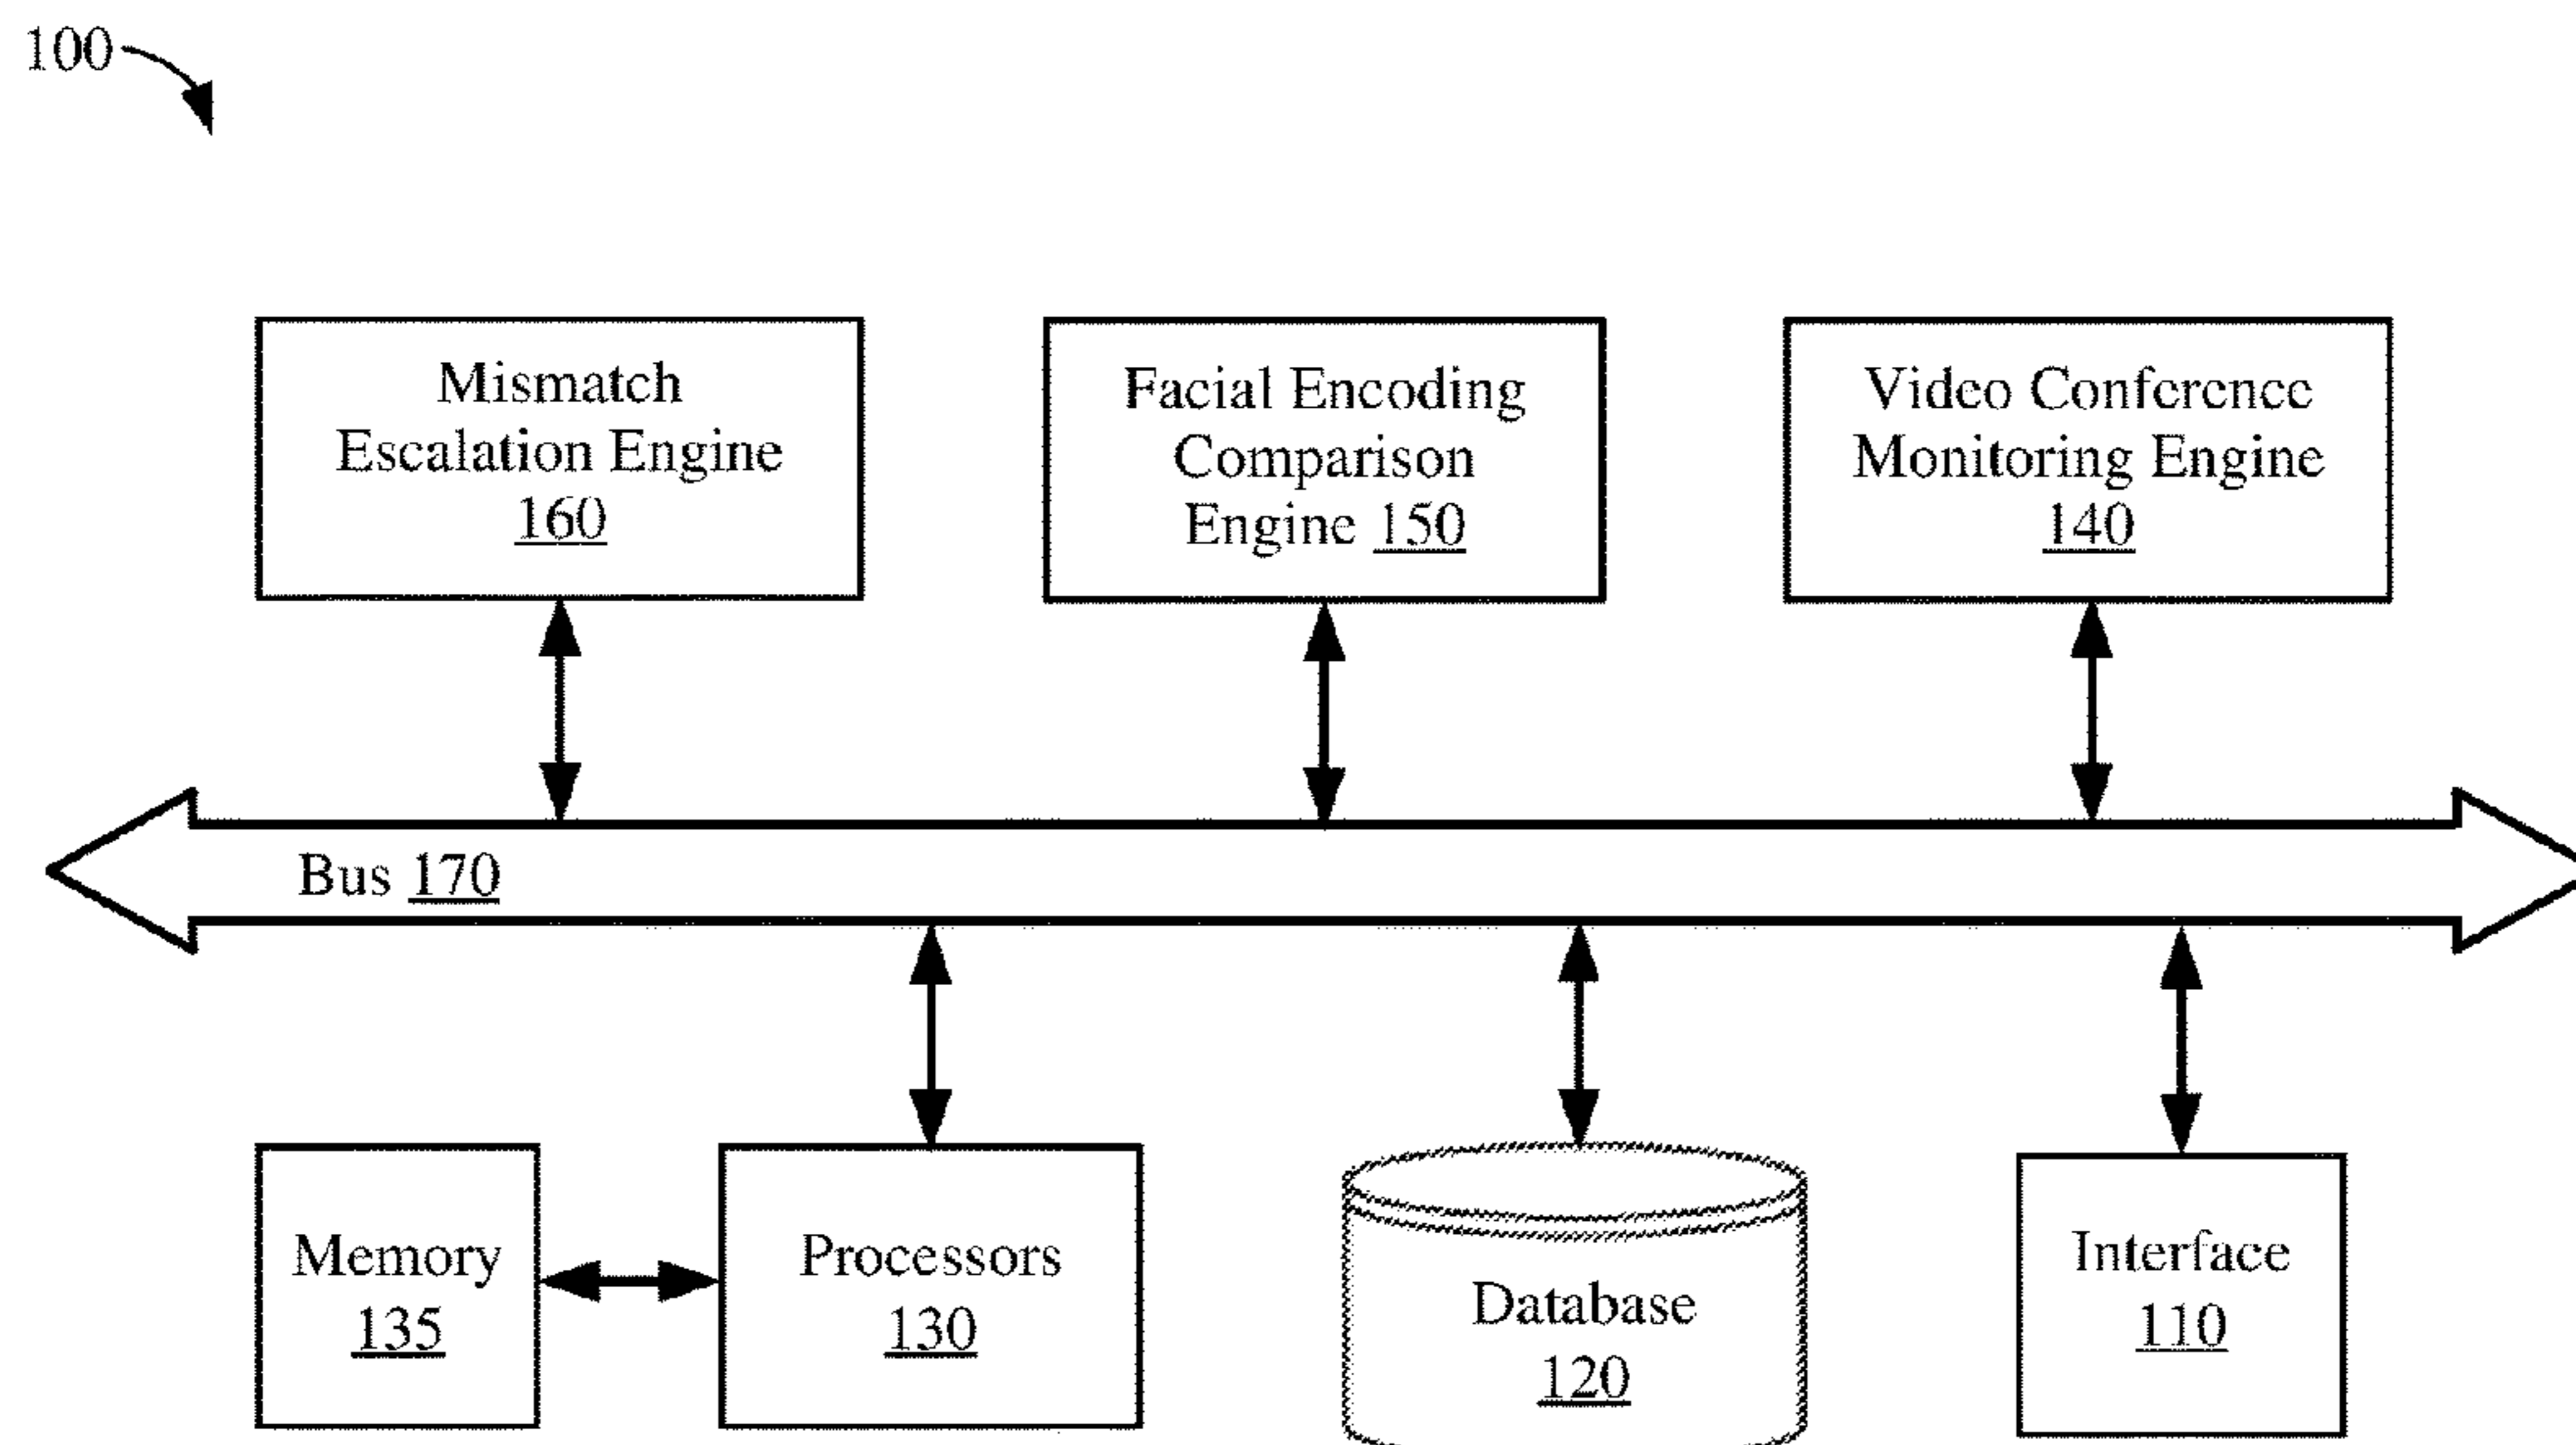 100
Mismatch
Escalation Engine
160
Facial Encoding
Comparison
Engine 150
Video Conference
Monitoring Engine
140
Bus 170
Memory
135
Processors
130
Database
120
Interface
110